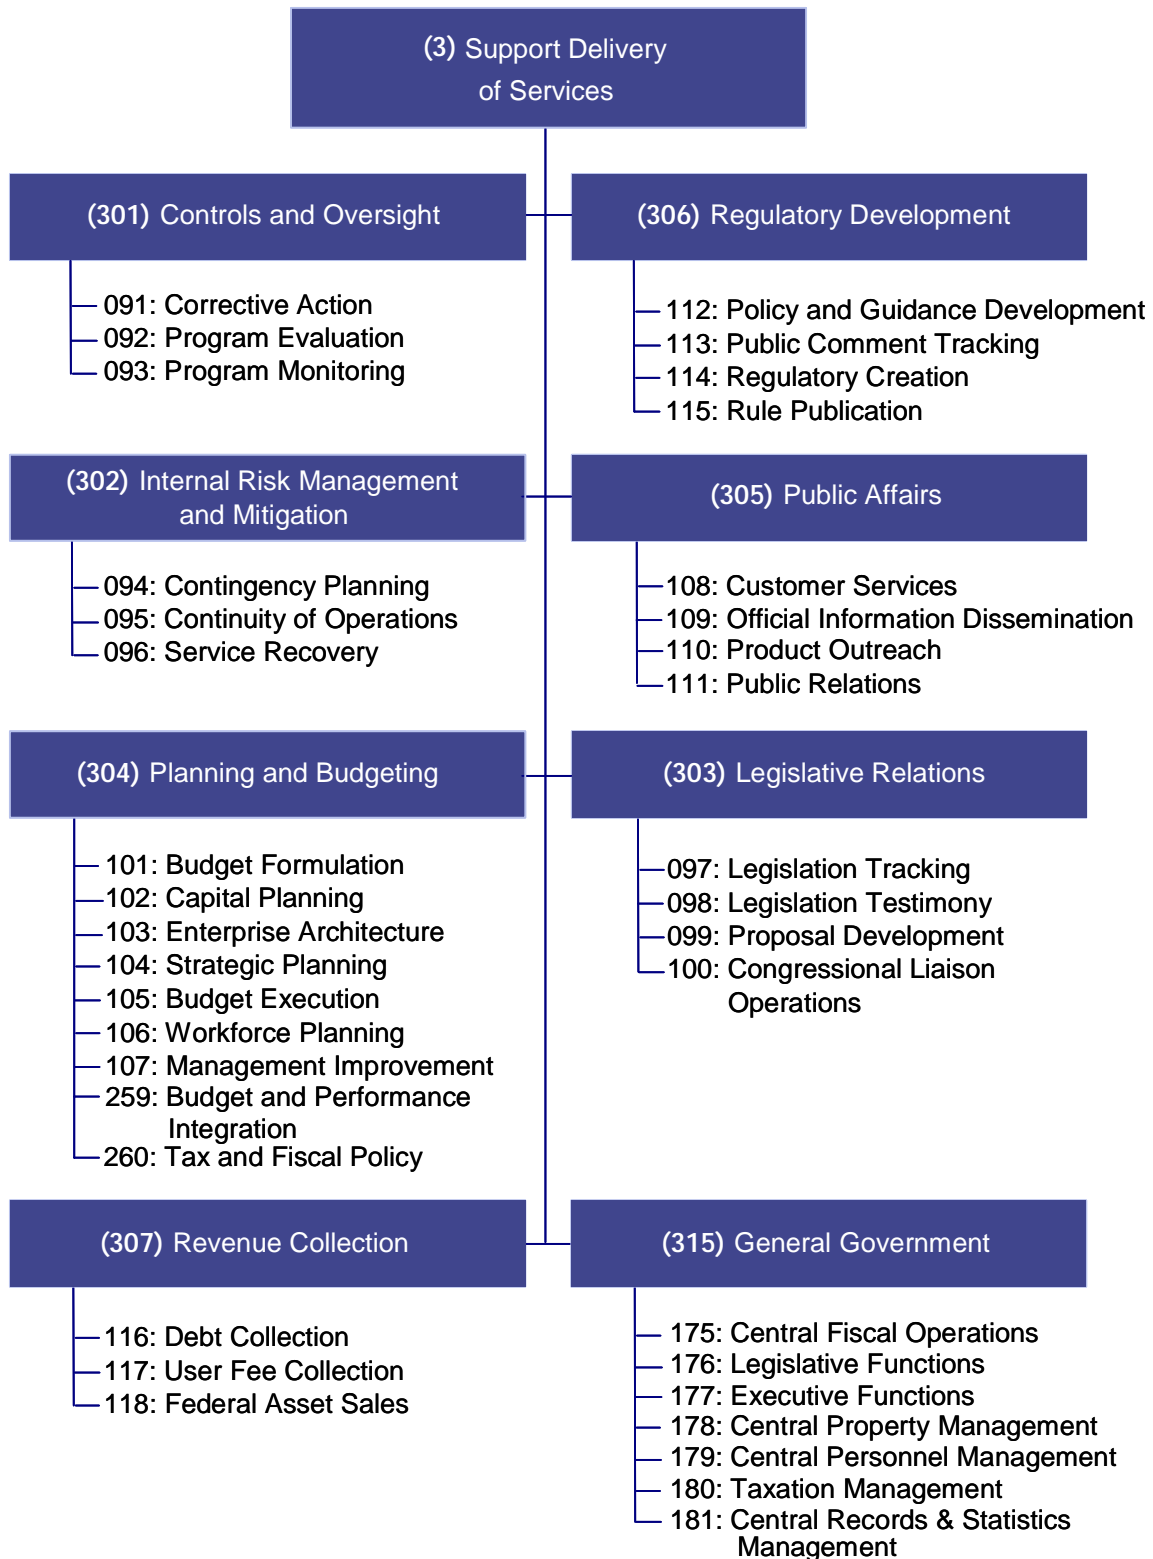 (3) Support Delivery
of Services
(301) Controls and Oversight
091: Corrective Action
092: Program Evaluation
093: Program Monitoring
(306) Regulatory Development
112: Policy and Guidance Development
113: Public Comment Tracking
114: Regulatory Creation
115: Rule Publication
(302) Internal Risk Management
and Mitigation
094: Contingency Planning
095: Continuity of Operations
096: Service Recovery
(305) Public Affairs
108: Customer Services
109: Official Information Dissemination
110: Product Outreach
111: Public Relations
(304) Planning and Budgeting
101: Budget Formulation
102: Capital Planning
103: Enterprise Architecture
104: Strategic Planning
105: Budget Execution
106: Workforce Planning
107: Management Improvement
259: Budget and Performance
Integration
260: Tax and Fiscal Policy
(303) Legislative Relations
097: Legislation Tracking
098: Legislation Testimony
099: Proposal Development
100: Congressional Liaison
Operations
(307) Revenue Collection
116: Debt Collection
117: User Fee Collection
118: Federal Asset Sales
(315) General Government
175: Central Fiscal Operations
176: Legislative Functions
177: Executive Functions
178: Central Property Management
179: Central Personnel Management
180: Taxation Management
181: Central Records & Statistics
Management